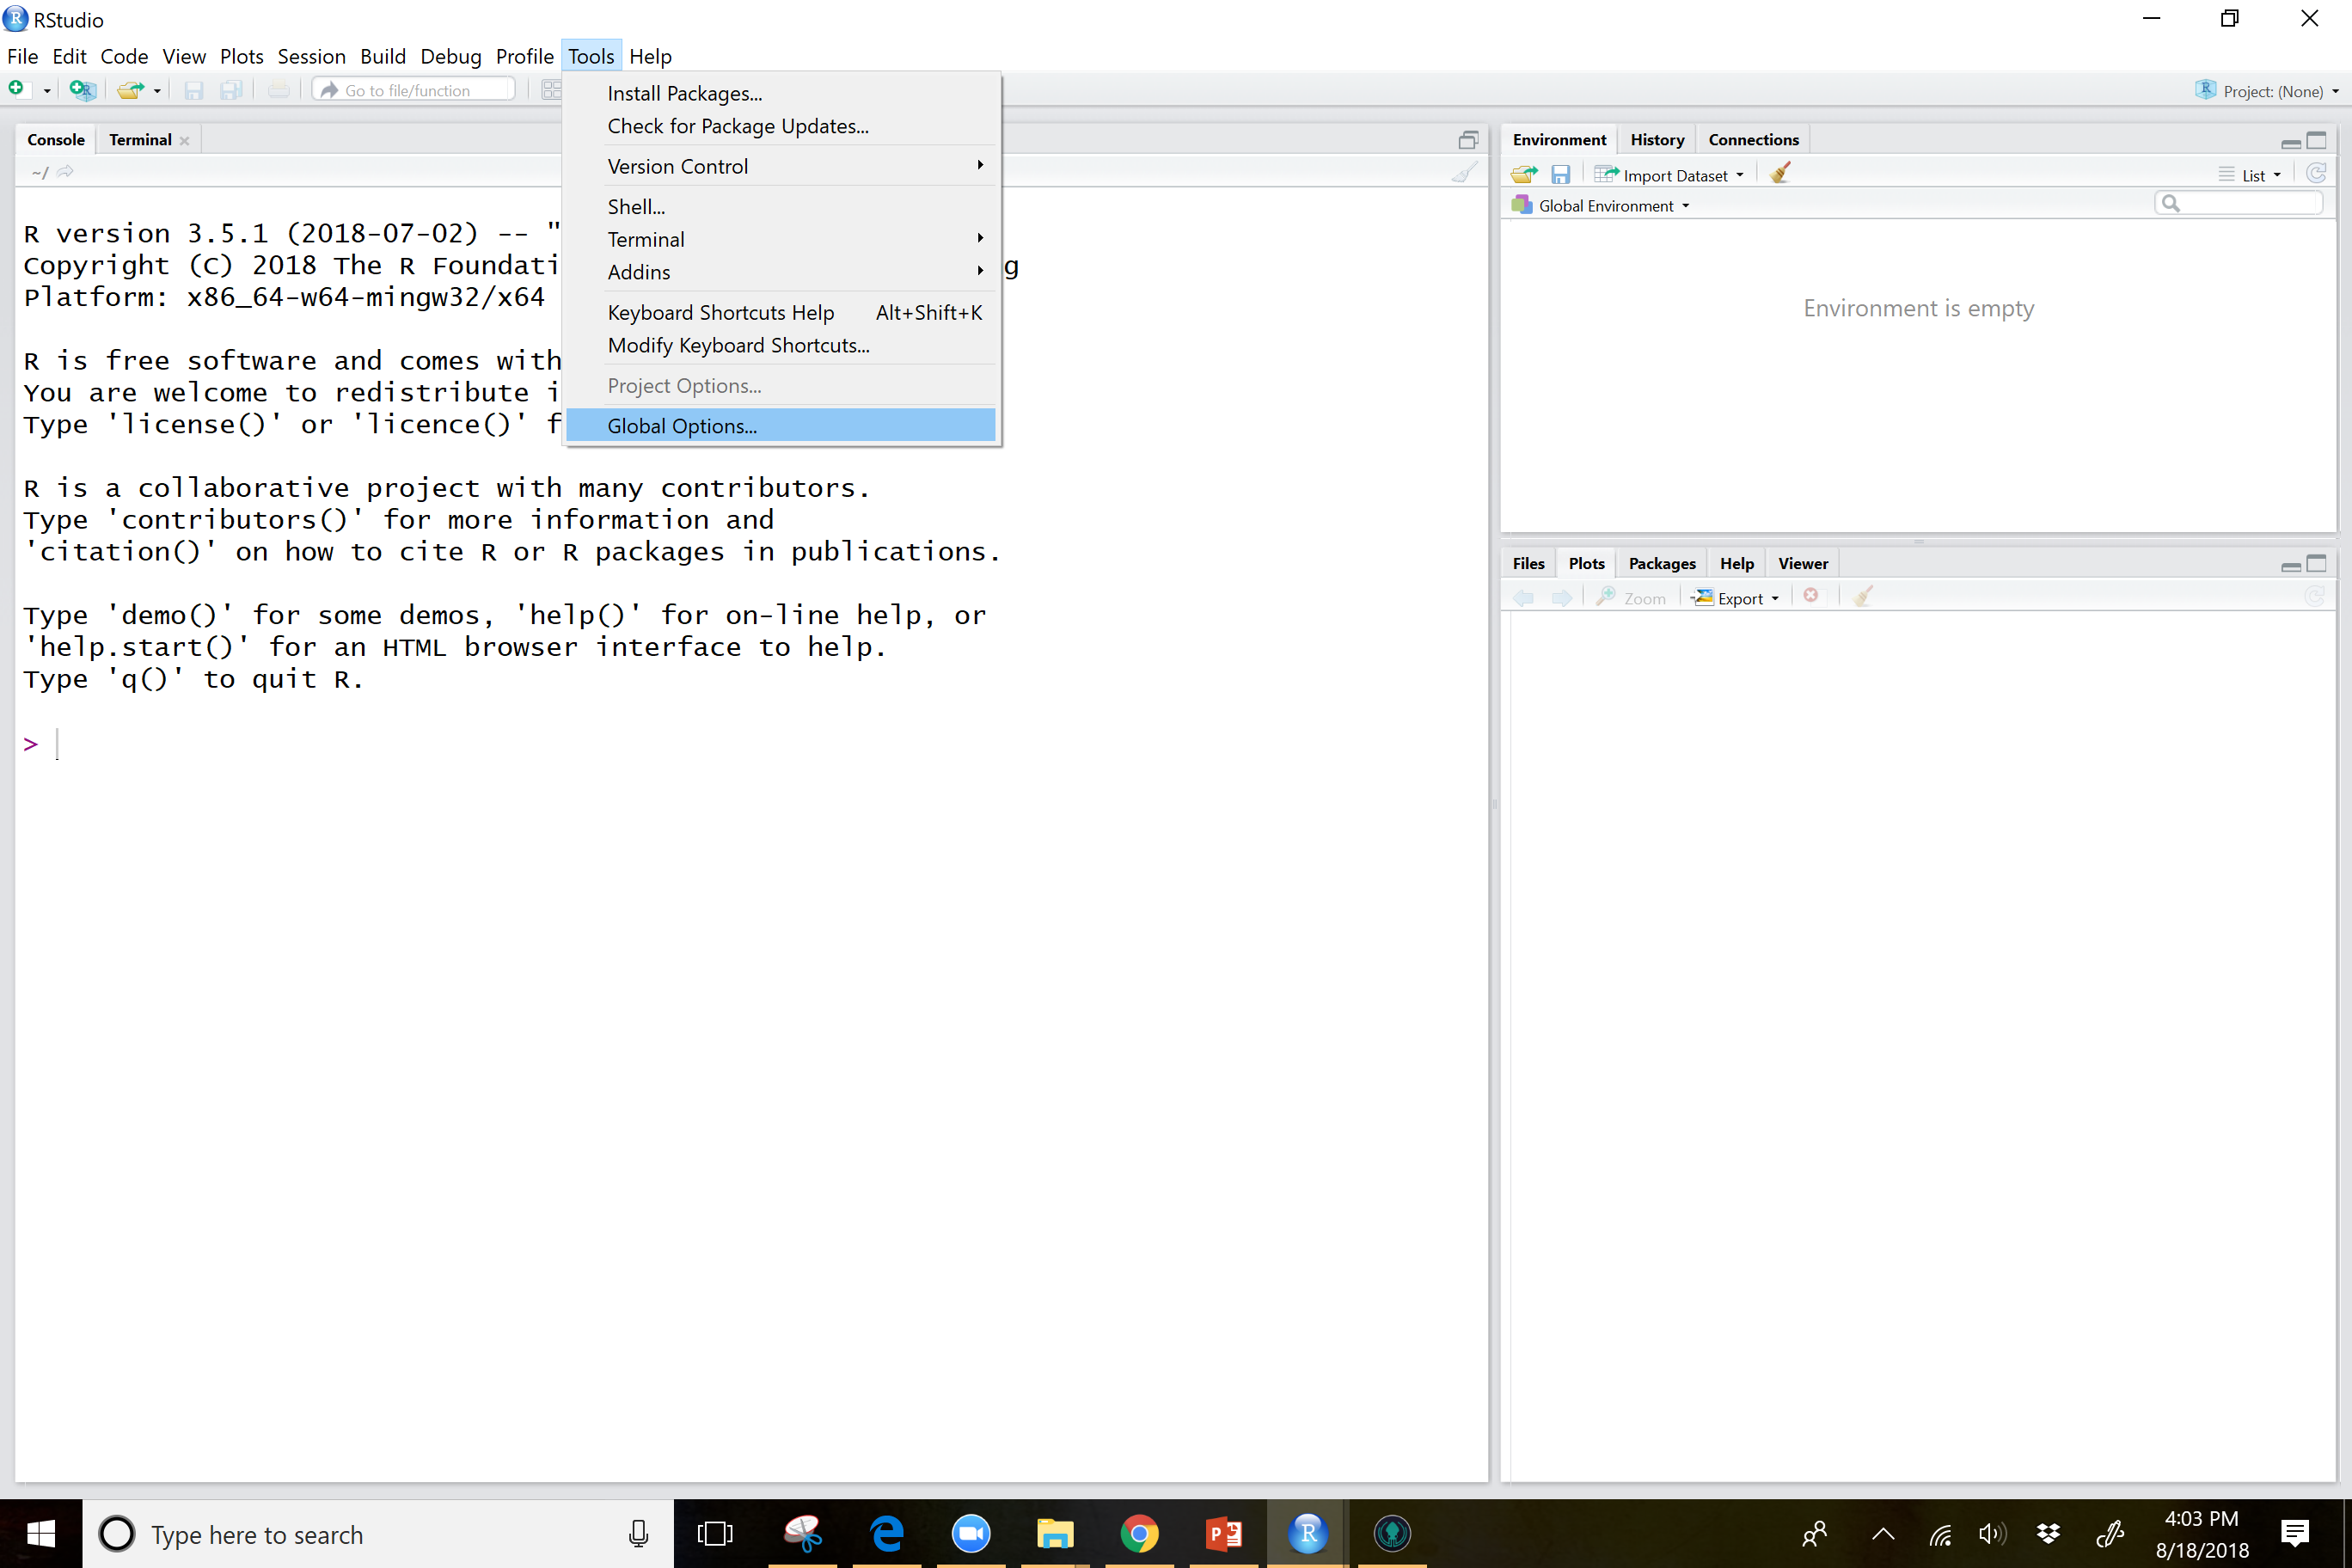 RStudio
File Edit Code View Plots Session Build Debug Profile Tools Help
Go to file/function
Project: (None)
Install Packages...
Check for Package Updates...
Version Control
Shell...
Terminal
Addins
Keyboard Shortcuts Help Alt+Shift+K
Modify Keyboard Shortcuts...
Project Options...
Global Options...
Console Terminal
~/
R version 3.5.1 (2018-07-02) -- "
Copyright (C) 2018 The R Foundati g
Platform: x86_64-w64-mingw32/x64
R is free software and comes with
You are welcome to redistribute i
Type 'license()' or 'licence()' f
R is a collaborative project with many contributors.
Type 'contributors()' for more information and
'citation()' on how to cite R or R packages in publications.
Type 'demo()' for some demos, 'help()' for on-line help, or
'help.start()' for an HTML browser interface to help.
Type 'q()' to quit R.
>
Environment History Connections
Import Dataset List
Global Environment
Environment is empty
Files Plots Packages Help Viewer
Zoom Export
Type here to search
4:03 PM
8/18/2018